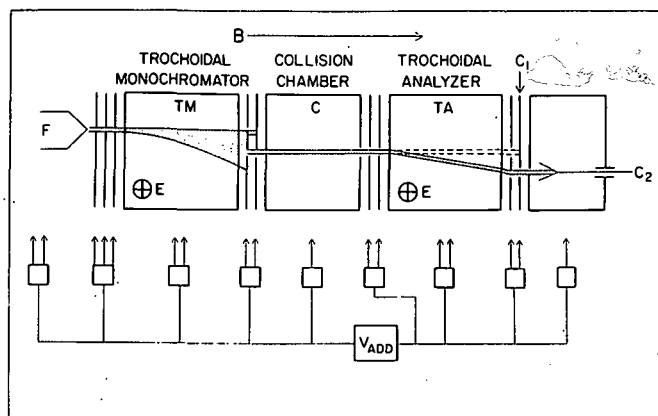 B
TROCHOIDAL MONOCHROMATOR
COLLISION CHAMBER
TROCHOIDAL ANALYZER
C1
TM
C
TA
F
E
E
C2
VADD